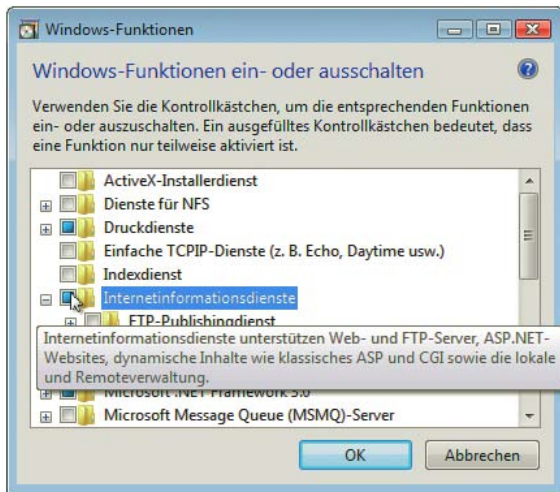 Windows-Funktionen
Windows-Funktionen ein- oder ausschalten
Verwenden Sie die Kontrollkästchen, um die entsprechenden Funktionen
ein- oder auszuschalten. Ein ausgefülltes Kontrollkästchen bedeutet, dass
eine Funktion nur teilweise aktiviert ist.
ActiveX-Installerdienst
Dienste für NFS
Druckdienste
Einfache TCPIP-Dienste (z. B. Echo, Daytime usw.)
Indexdienst
Internetinformationsdienste
FTP-Publishingdienst
Internetinformationsdienste unterstützen Web- und FTP-Server, ASP.NET-
Websites, dynamische Inhalte wie klassisches ASP und CGI sowie die lokale
und Remoteverwaltung.
Microsoft .NET Framework 3.0
Microsoft Message Queue (MSMQ)-Server
OK Abbrechen